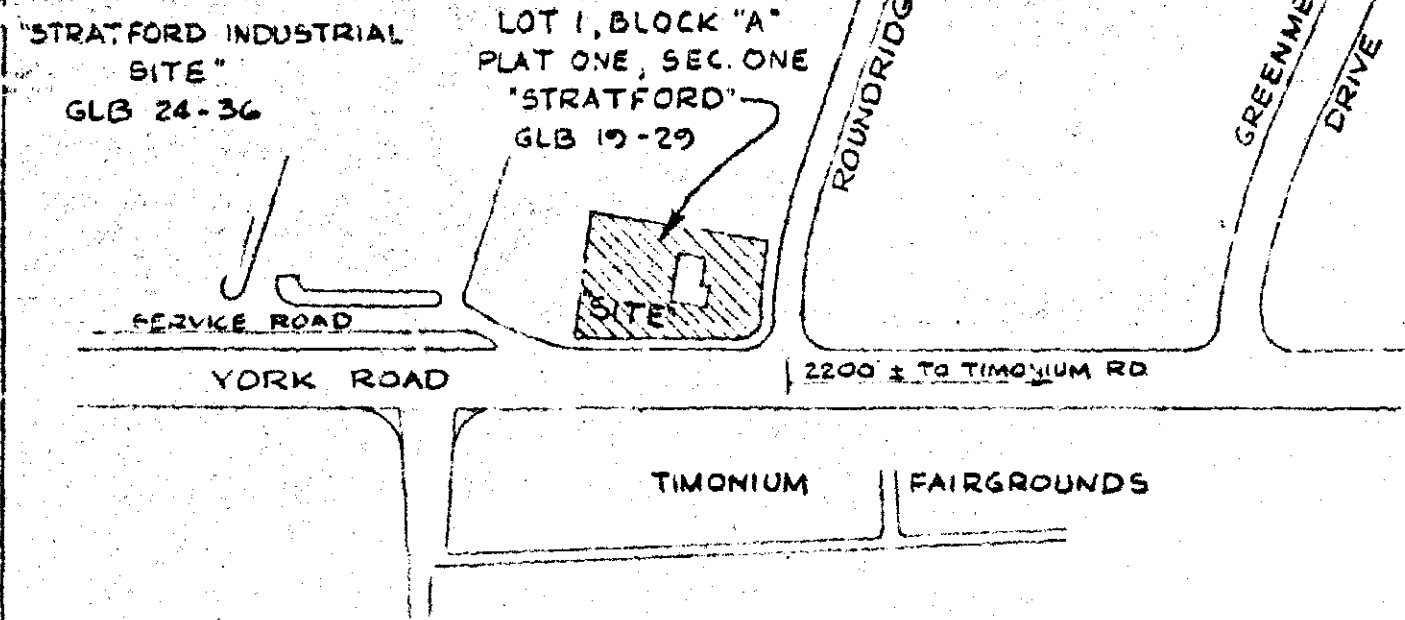 "STRATFORD INDUSTRIAL
SITE"
GLB 24-36
LOT 1, BLOCK "A"
PLAT ONE, SEC. ONE
"STRATFORD"
GLB 19-29
ROUNDRIDG
GREENME
DRIVE
"SITE"
SERVICE ROAD
YORK ROAD
2200' ± TO TIMONIUM RD
TIMONIUM FAIRGROUNDS